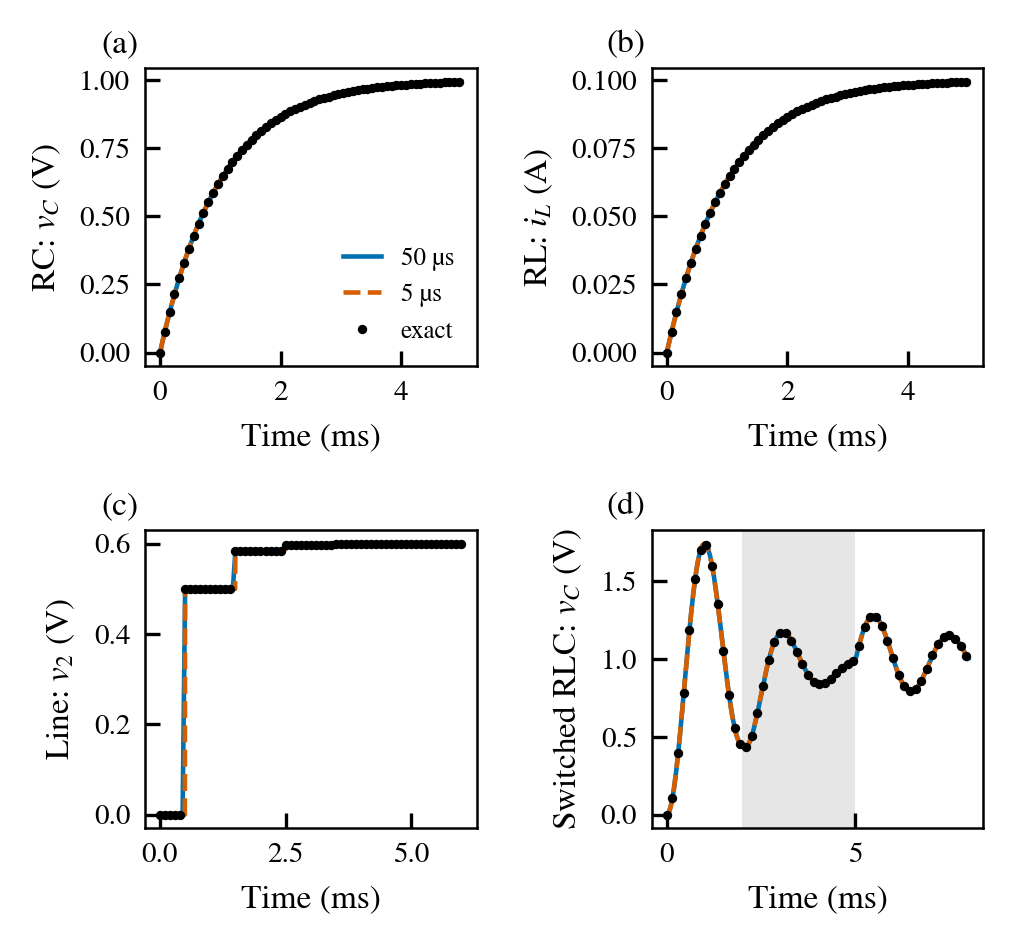 (a)
1.00
0.75
0.50
0.25
0.00
RC: v_C (V)
50 µs
5 µs
exact
0
2
4
Time (ms)
(b)
0.100
0.075
0.050
0.025
0.000
RL: i_L (A)
0
2
4
Time (ms)
(c)
0.6
0.4
0.2
0.0
Line: v_2 (V)
0.0
2.5
5.0
Time (ms)
(d)
1.5
1.0
0.5
0.0
Switched RLC: v_C (V)
0
5
Time (ms)